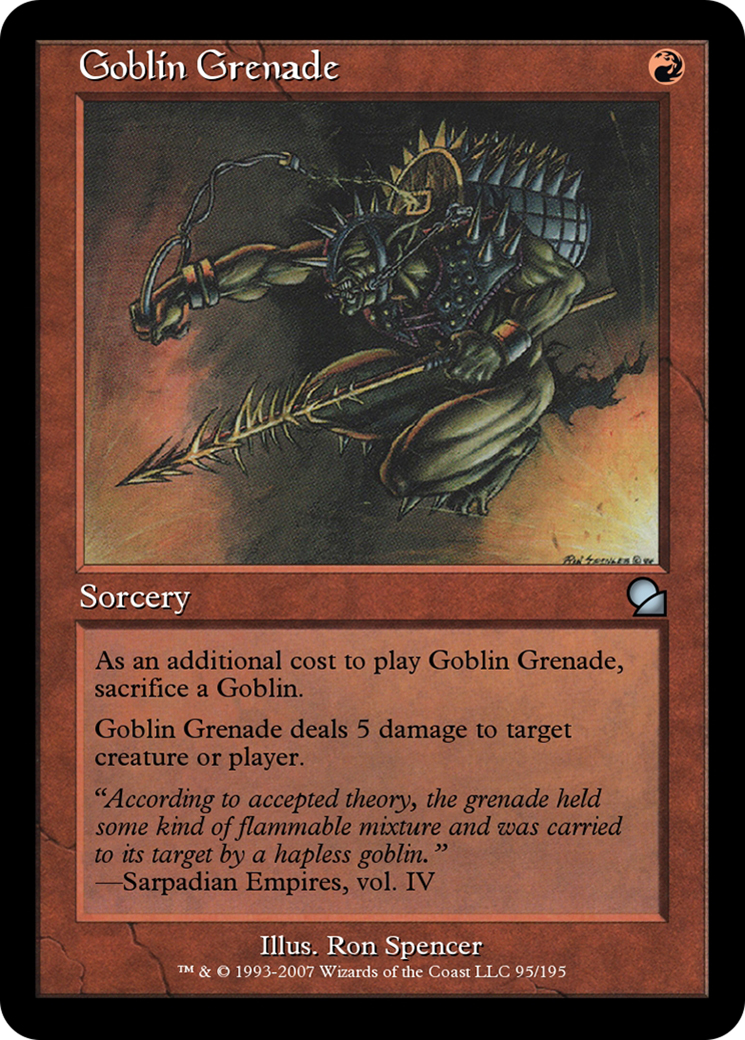 Goblin Grenade
Sorcery
As an additional cost to play Goblin Grenade,
sacrifice a Goblin.
Goblin Grenade deals 5 damage to target
creature or player.
“According to accepted theory, the grenade held
some kind of flammable mixture and was carried
to its target by a hapless goblin.”
—Sarpadian Empires, vol. IV
Illus. Ron Spencer
™ & © 1993-2007 Wizards of the Coast LLC 95/195